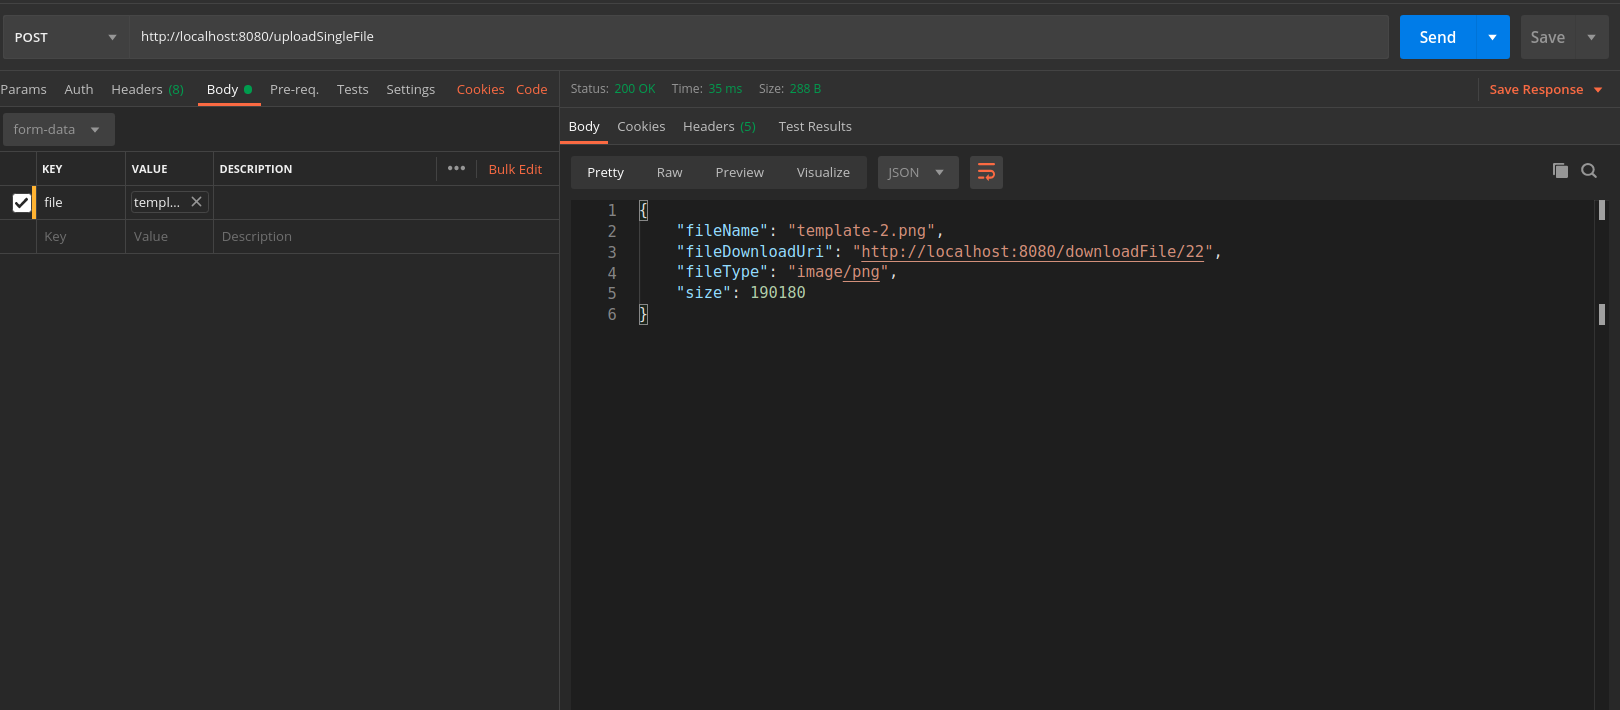 POST http://localhost:8080/uploadSingleFile Send Save
Params Auth Headers (8) Body Pre-req. Tests Settings Cookies Code
form-data
KEY VALUE DESCRIPTION ••• Bulk Edit
file templ...
Key Value Description
Status: 200 OK Time: 35 ms Size: 288 B Save Response
Body Cookies Headers (5) Test Results
Pretty Raw Preview Visualize JSON
1 {
2 "fileName": "template-2.png",
3 "fileDownloadUri": "http://localhost:8080/downloadFile/22",
4 "fileType": "image/png",
5 "size": 190180
6 }